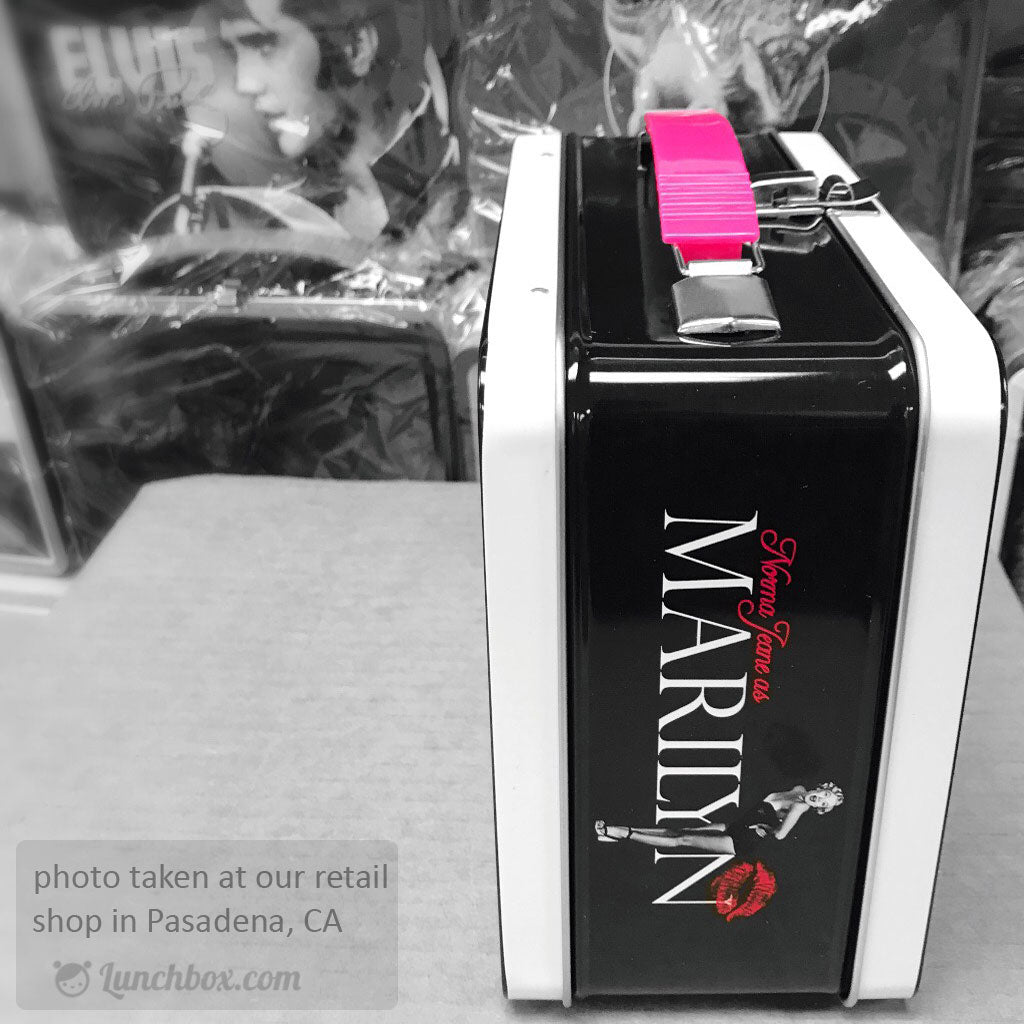 ELVIS
Norma Jeane as
MARILYN
photo taken at our retail
shop in Pasadena, CA
Lunchbox.com